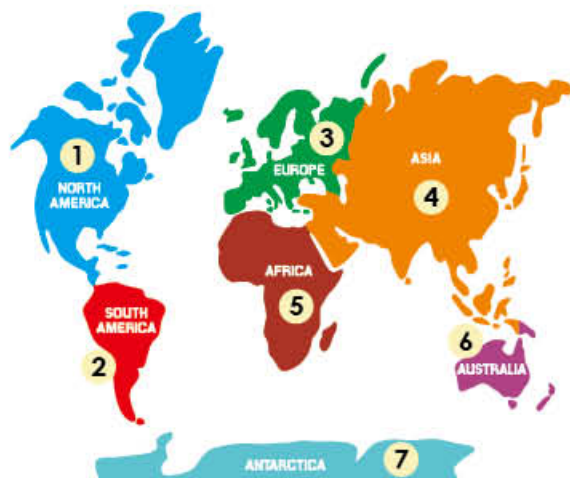 1
NORTH
AMERICA
2
SOUTH
AMERICA
3
EUROPE
ASIA
4
AFRICA
5
6
AUSTRALIA
7
ANTARCTICA